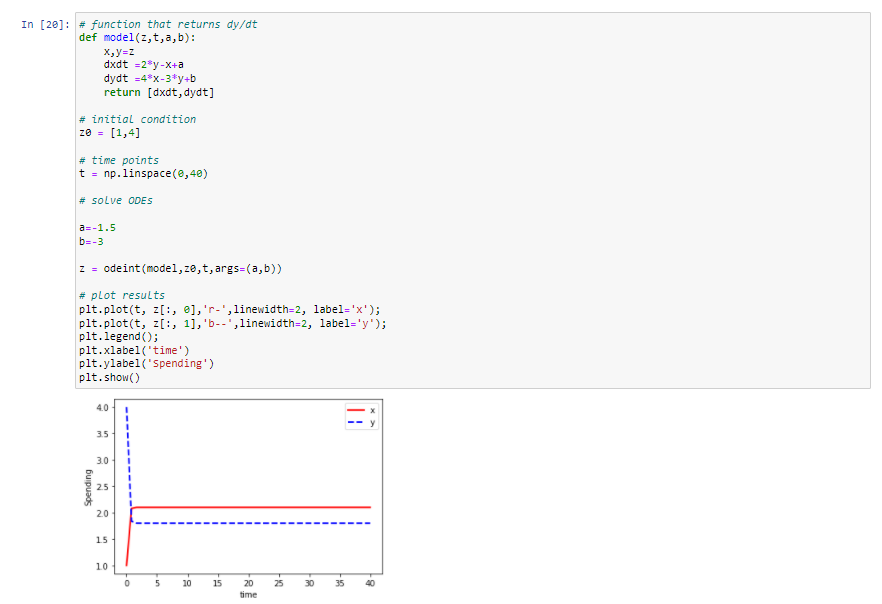 In [20]: # function that returns dy/dt
def model(z,t,a,b):
    x,y=z
    dxdt =2*y-x+a
    dydt =4*x-3*y+b
    return [dxdt,dydt]
# initial condition
z0 = [1,4]
# time points
t = np.linspace(0,40)
# solve ODEs
a=-1.5
b=-3
z = odeint(model,z0,t,args=(a,b))
# plot results
plt.plot(t, z[:, 0],'r-',linewidth=2, label='x');
plt.plot(t, z[:, 1],'b--',linewidth=2, label='y');
plt.legend();
plt.xlabel('time')
plt.ylabel('Spending')
plt.show()
x
y
4.0
3.5
3.0
2.5
2.0
1.5
1.0
Spending
0 5 10 15 20 25 30 35 40
time